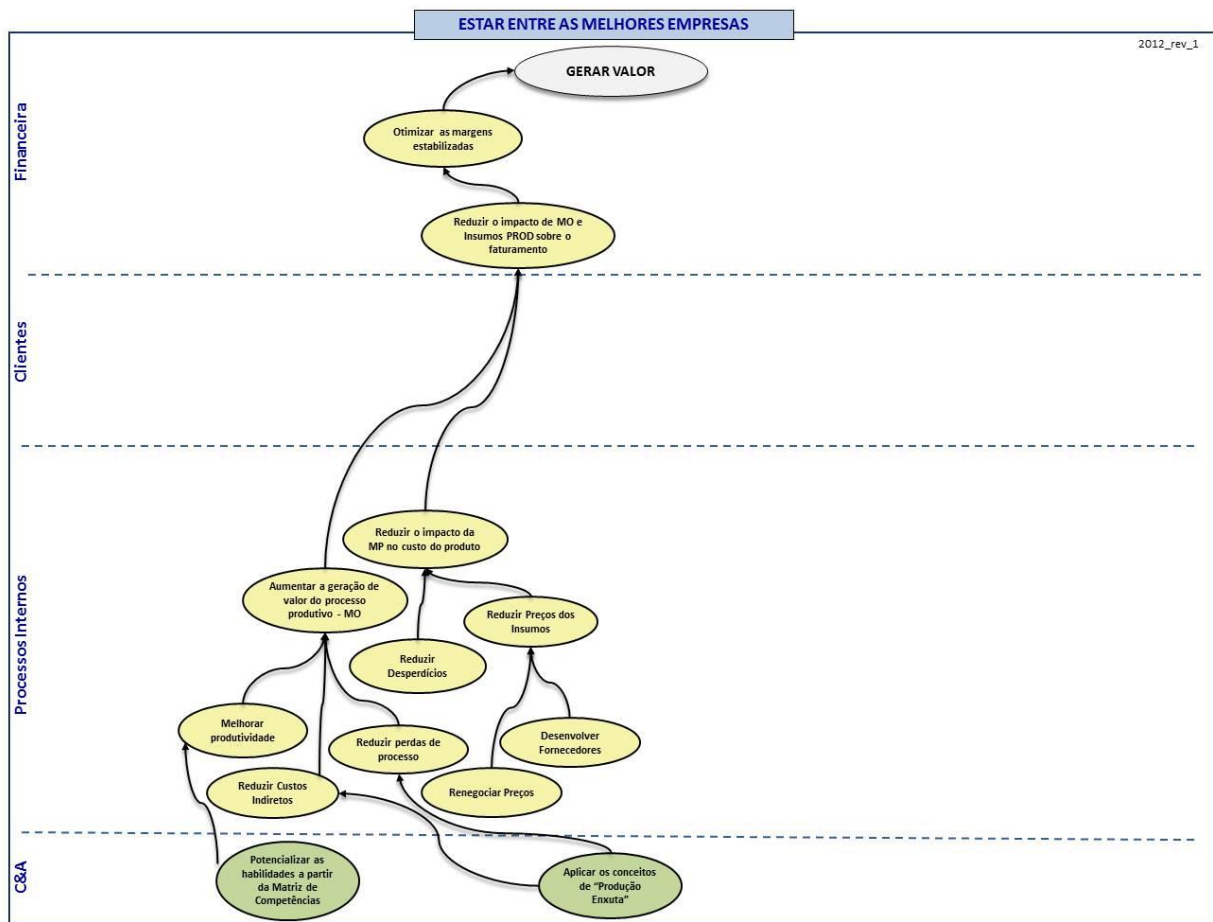 ESTAR ENTRE AS MELHORES EMPRESAS
2012_rev_1
Financeira
GERAR VALOR
Otimizar as margens
estabilizadas
Reduzir o impacto de MO e
Insumos PROD sobre o
faturamento
Clientes
Processos Internos
Reduzir o impacto da
MP no custo do produto
Aumentar a geração de
valor do processo
produtivo - MO
Reduzir Preços dos
Insumos
Reduzir
Desperdícios
Melhorar
produtividade
Reduzir perdas de
processo
Desenvolver
Fornecedores
Reduzir Custos
Indiretos
Renegociar Preços
C&A
Potencializar as
habilidades a partir
da Matriz de
Competências
Aplicar os conceitos
de “Produção
Enxuta”